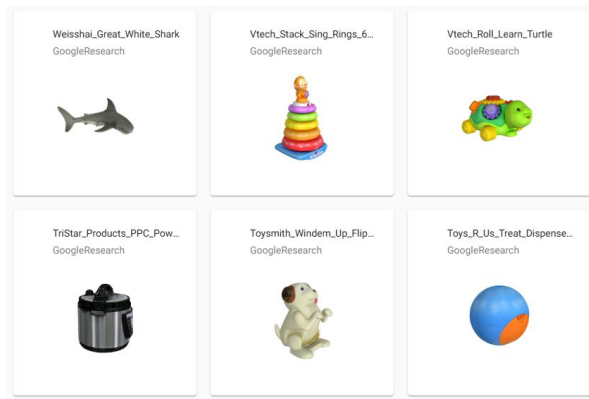 Weisshai_Great_White_Shark
GoogleResearch
Vtech_Stack_Sing_Rings_6...
GoogleResearch
Vtech_Roll_Learn_Turtle
GoogleResearch
TriStar_Products_PPC_Pow...
GoogleResearch
Toysmith_Windem_Up_Flip...
GoogleResearch
Toys_R_Us_Treat_Dispense...
GoogleResearch